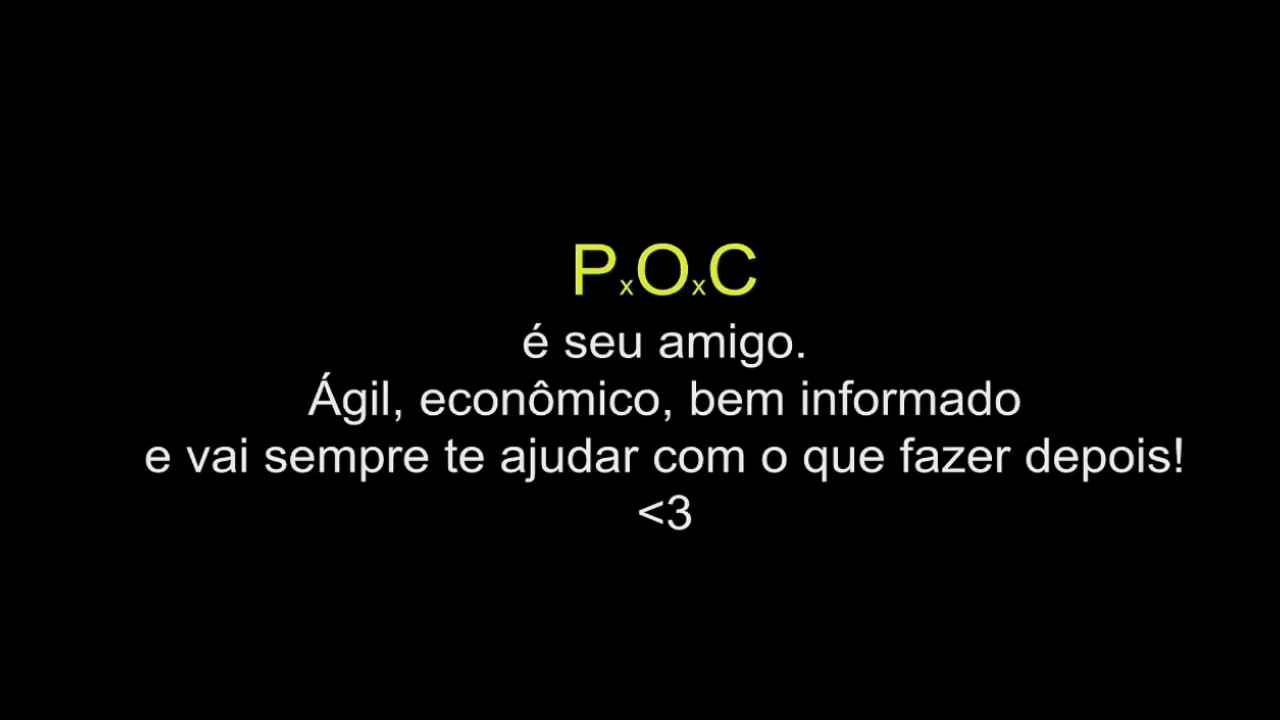 PxOxC
é seu amigo.
Ágil, econômico, bem informado
e vai sempre te ajudar com o que fazer depois!
<3